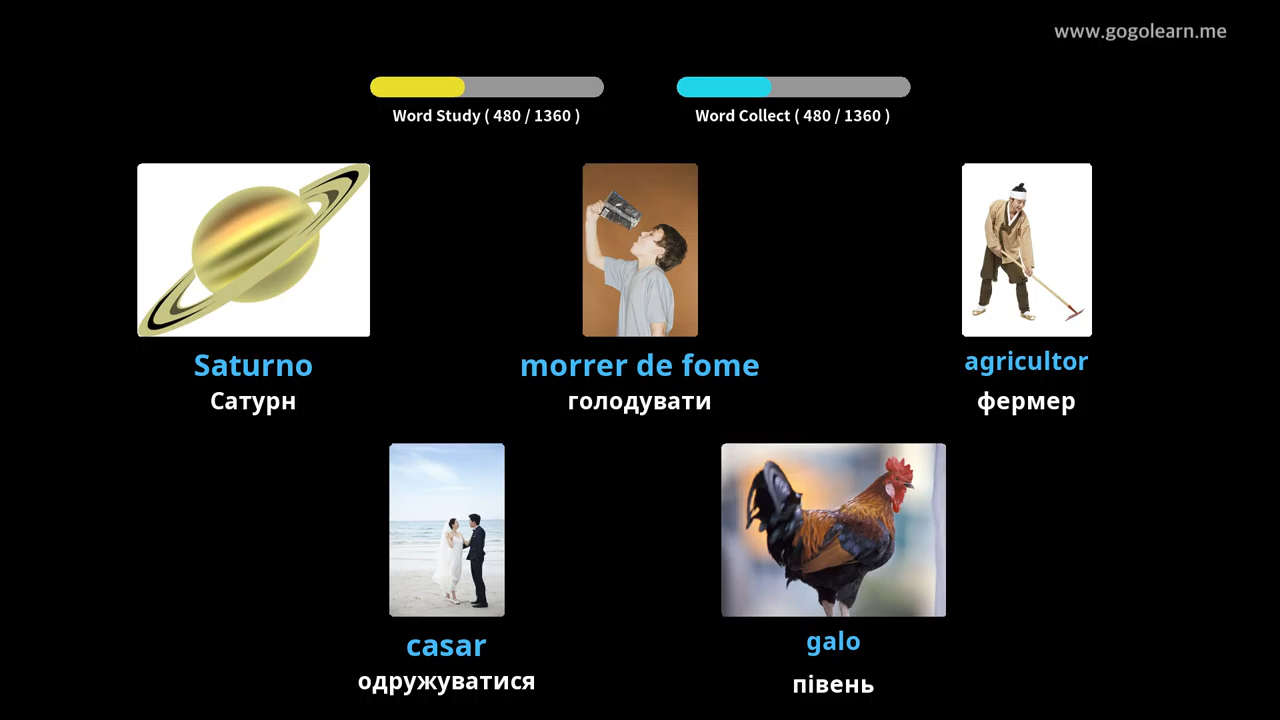 www.gogolearn.me
Word Study ( 480 / 1360 )
Word Collect ( 480 / 1360 )
Saturno
Сатурн
morrer de fome
голодувати
agricultor
фермер
casar
одружуватися
galo
півень